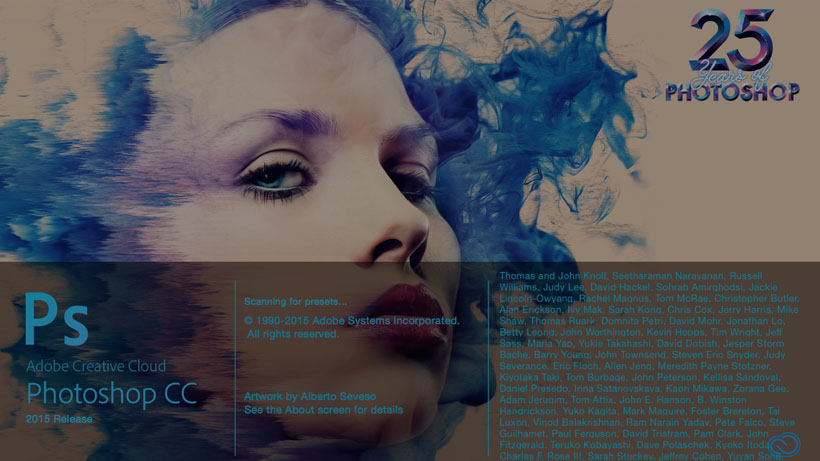 25
Years of
PHOTOSHOP
Ps
Adobe Creative Cloud
Photoshop CC
2015 Release
Scanning for presets...
© 1990-2015 Adobe Systems Incorporated.
All rights reserved.
Artwork by Alberto Seveso
See the About screen for details
Thomas and John Knoll, Seetharaman Narayanan, Russell
Williams, Judy Lee, David Hackel, Sohrab Amirghodsi, Jackie
Lincoln-Owyang, Rachel Magnus, Tom McRae, Christopher Butler,
Alan Erickson, Ily Mak, Sarah Kong, Chris Cox, Jerry Harris, Mike
Shaw, Thomas Ruark, Domnita Petri, David Mohr, Jonathan Lo,
Betty Leong, John Worthington, Kevin Hopps, Tim Wright, Jeff
Sass, Maria Yap, Yukie Takahashi, David Dobish, Jesper Storm
Bache, Barry Young, John Townsend, Steven Eric Snyder, Judy
Severance, Eric Floch, Allen Jeng, Meredith Payne Stotzner,
Kiyotaka Taki, Tom Burbage, John Peterson, Kellisa Sandoval,
Daniel Presedo, Irina Satanovskaya, Kaori Mikawa, Zorana Gee,
Adam Jerugim, Tom Attix, John E. Hanson, B. Winston
Hendrickson, Yuko Kagita, Mark Maguire, Foster Brereton, Tai
Luxon, Vinod Balakrishnan, Ram Narain Yadav, Pete Falco, Steve
Guilhamet, Paul Ferguson, David Tristram, Pam Clark, John
Fitzgerald, Teruko Kobayashi, Dave Polaschek, Kyoko Itoda,
Charles F. Rose III, Sarah Stuckey, Jeffrey Cohen, Yuvan Song,